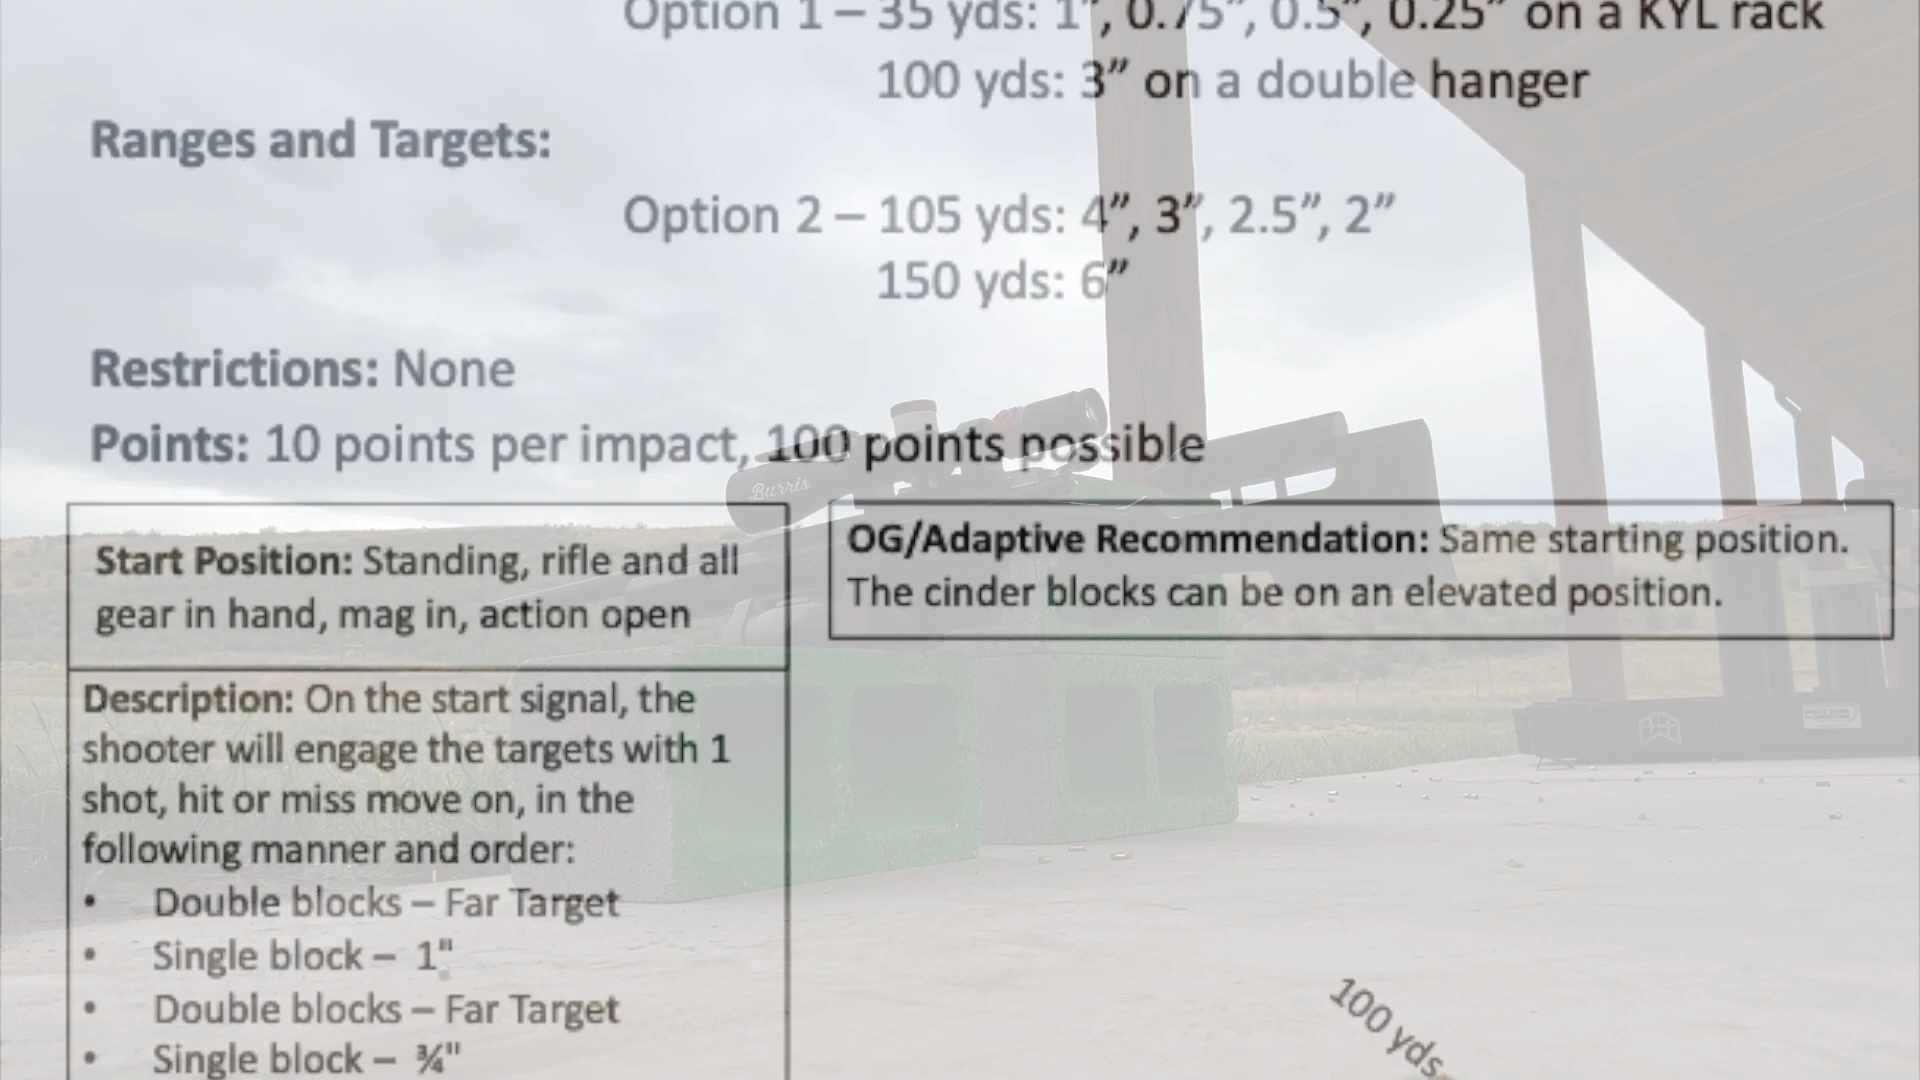 Option 1 – 35 yds: 1”, 0.75”, 0.5”, 0.25” on a KYL rack
100 yds: 3” on a double hanger
Ranges and Targets:
Option 2 – 105 yds: 4”, 3”, 2.5”, 2”
150 yds: 6”
Restrictions: None
Points: 10 points per impact, 100 points possible
Burris
Start Position: Standing, rifle and all
gear in hand, mag in, action open
OG/Adaptive Recommendation: Same starting position.
The cinder blocks can be on an elevated position.
Description: On the start signal, the
shooter will engage the targets with 1
shot, hit or miss move on, in the
following manner and order:
• Double blocks – Far Target
• Single block – 1"
• Double blocks – Far Target
• Single block – ¾"
100 yds